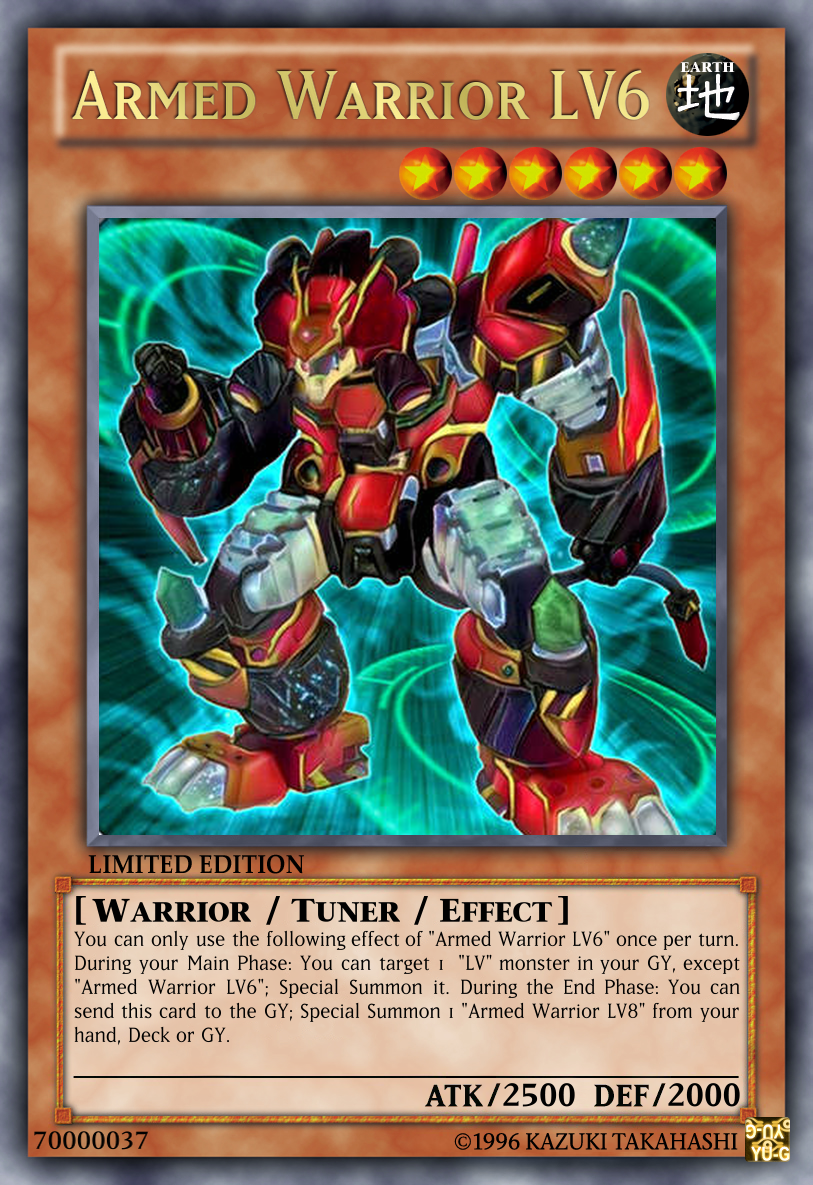 ARMED WARRIOR LV6
EARTH
地
LIMITED EDITION
[ WARRIOR / TUNER / EFFECT ]
You can only use the following effect of "Armed Warrior LV6" once per turn.
During your Main Phase: You can target 1 "LV" monster in your GY, except
"Armed Warrior LV6"; Special Summon it. During the End Phase: You can
send this card to the GY; Special Summon 1 "Armed Warrior LV8" from your
hand, Deck or GY.
ATK/2500 DEF/2000
70000037
©1996 KAZUKI TAKAHASHI